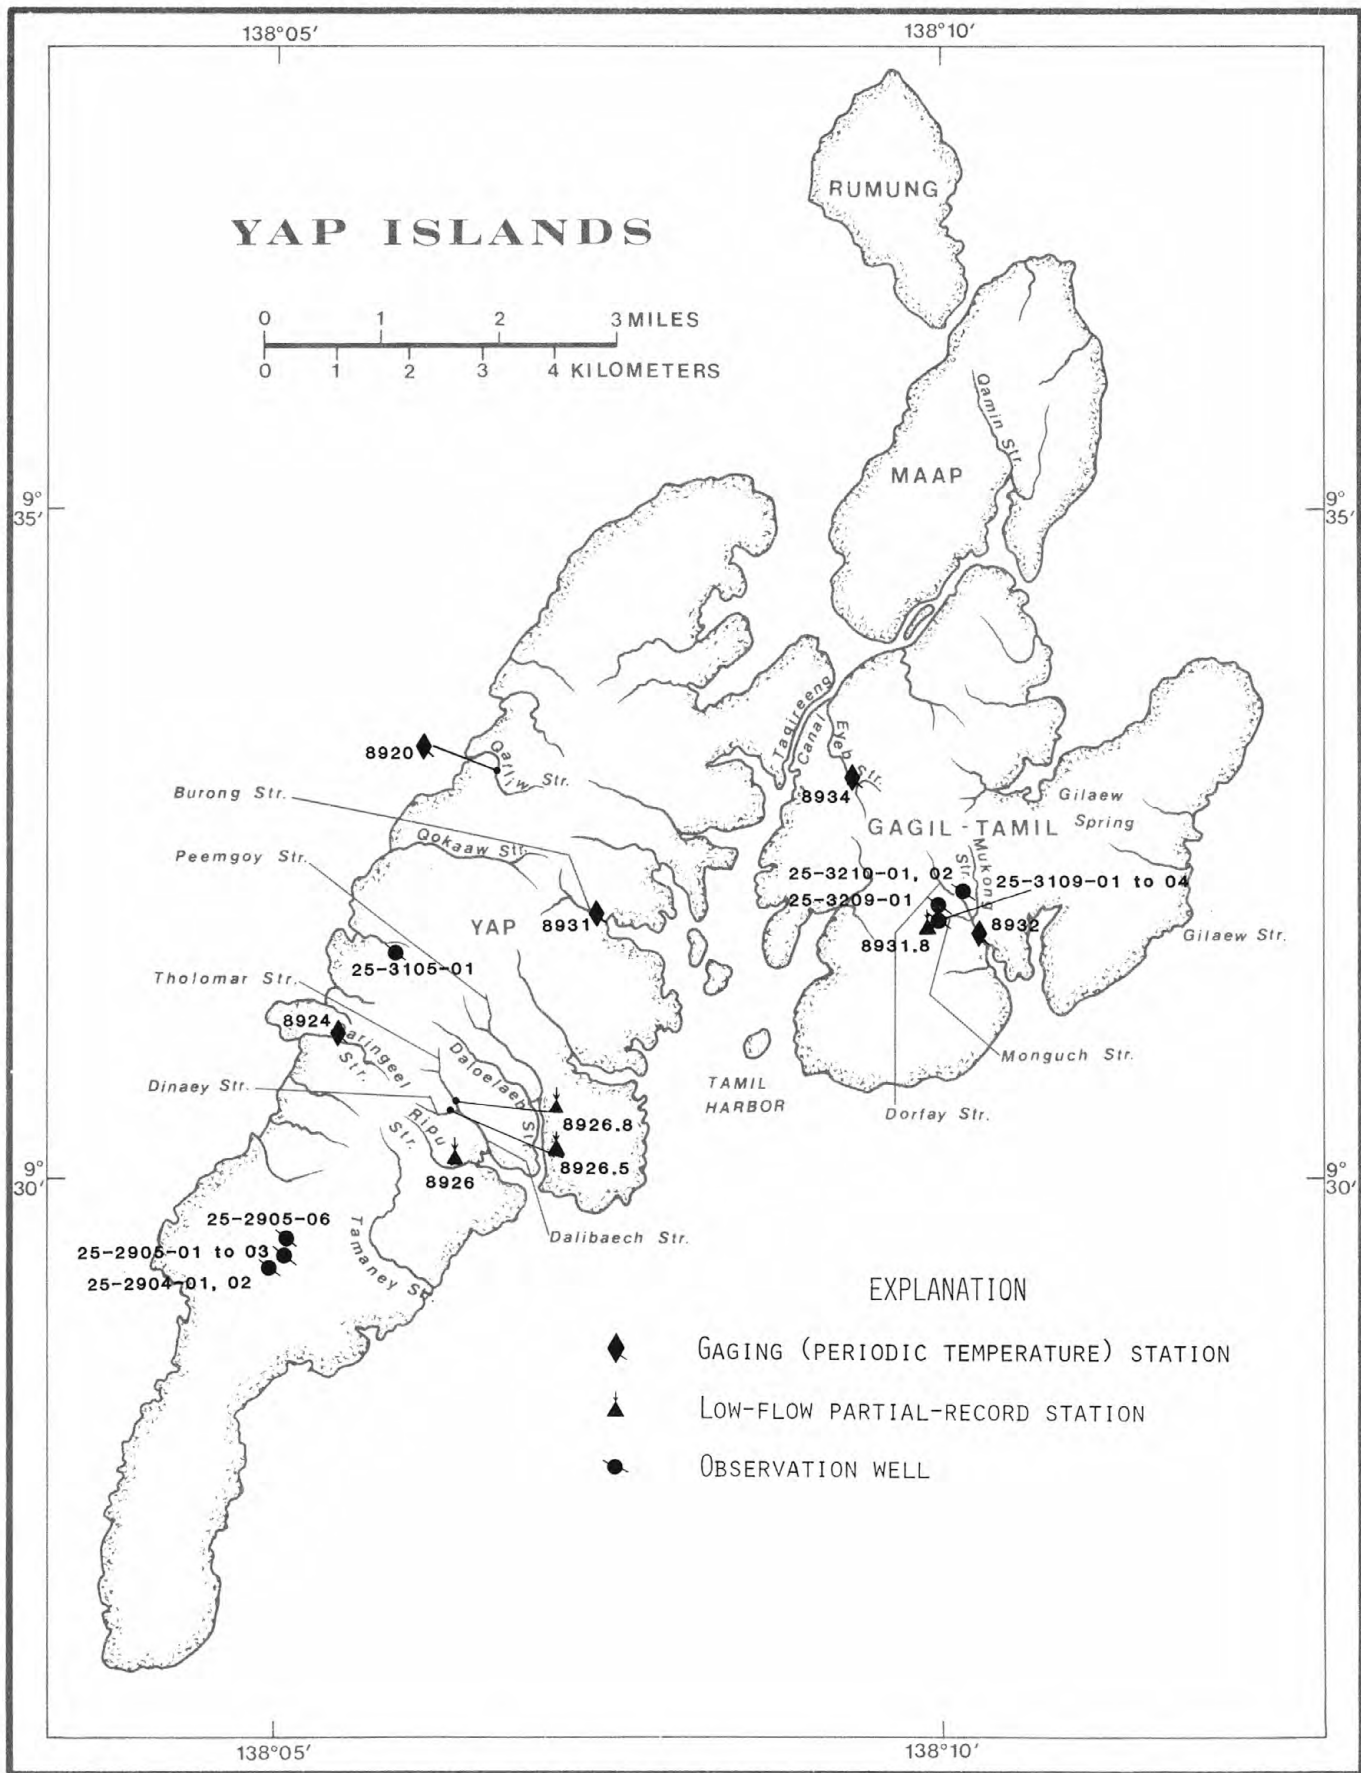 138°05′
138°10′
RUMUNG
YAP ISLANDS
0 1 2 3 MILES
0 1 2 3 4 KILOMETERS
Qamin Str.
MAAP
9°
35′
9°
35′
Tagireeng
Canal
Eyeb Str.
8920
Qatliw Str.
8934
Burong Str.
Gilaew
Spring
GAGIL-TAMIL
Qokaaw Str.
Peemgoy Str.
Mukong
Str.
25-3210-01, 02
25-3109-01 to 04
25-3209-01
YAP
8931
8931.8
8932
Gilaew Str.
25-3105-01
Tholomar Str.
8924
Qaringeel
Str.
Monguch Str.
Daloelaeb Str.
Dinaey Str.
TAMIL
HARBOR
Dorfay Str.
8926.8
Ripu
Str.
8926.5
8926
9°
30′
9°
30′
25-2905-06
Dalibaech Str.
25-2905-01 to 03
25-2904-01, 02
Tamaney Str.
EXPLANATION
GAGING (PERIODIC TEMPERATURE) STATION
LOW-FLOW PARTIAL-RECORD STATION
OBSERVATION WELL
138°05′
138°10′